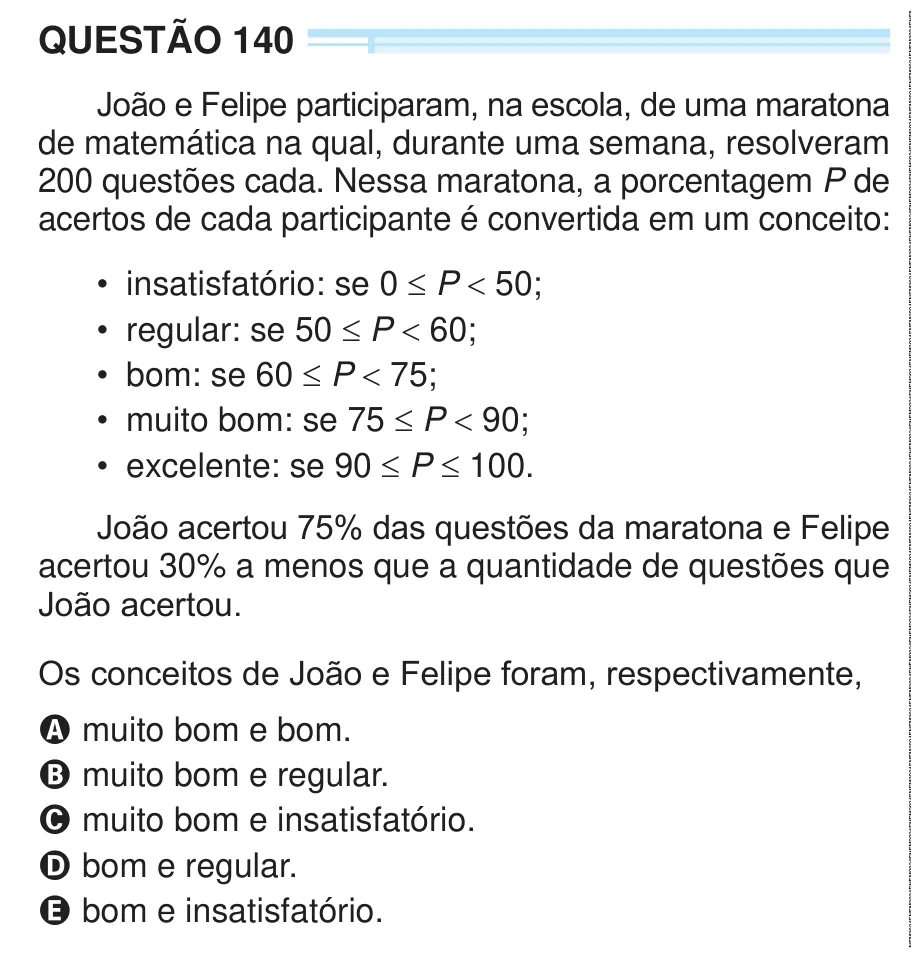 QUESTÃO 140
João e Felipe participaram, na escola, de uma maratona
de matemática na qual, durante uma semana, resolveram
200 questões cada. Nessa maratona, a porcentagem P de
acertos de cada participante é convertida em um conceito:
• insatisfatório: se 0 ≤ P < 50;
• regular: se 50 ≤ P < 60;
• bom: se 60 ≤ P < 75;
• muito bom: se 75 ≤ P < 90;
• excelente: se 90 ≤ P ≤ 100.
João acertou 75% das questões da maratona e Felipe
acertou 30% a menos que a quantidade de questões que
João acertou.
Os conceitos de João e Felipe foram, respectivamente,
A muito bom e bom.
B muito bom e regular.
C muito bom e insatisfatório.
D bom e regular.
E bom e insatisfatório.